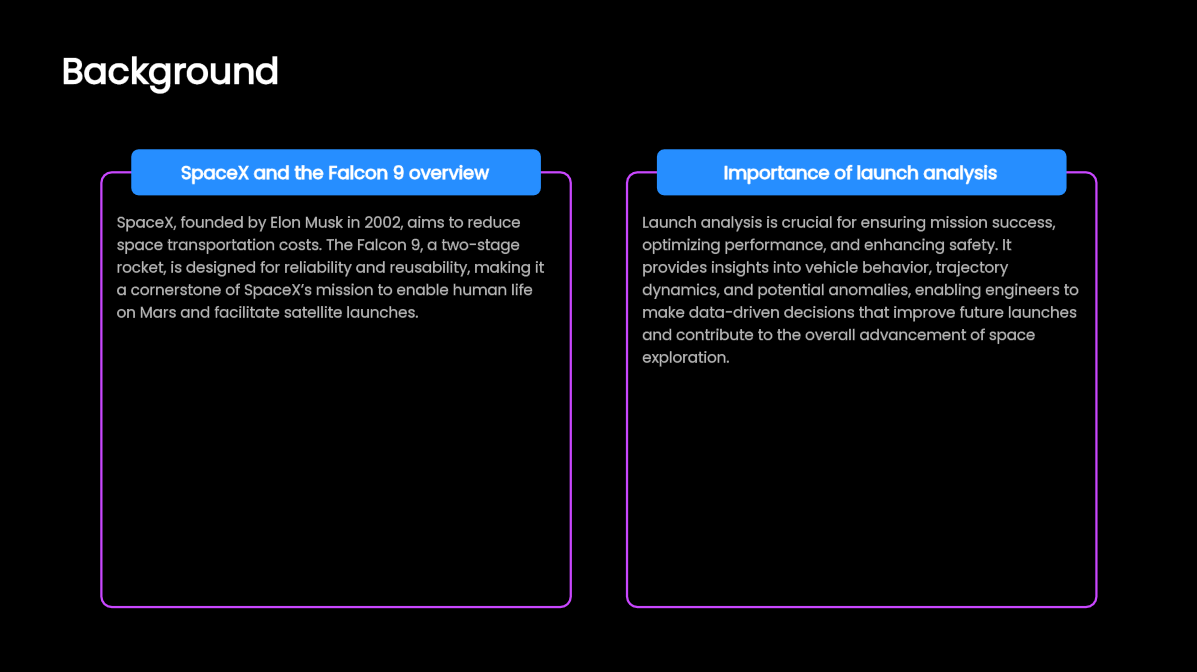 Background
SpaceX and the Falcon 9 overview
SpaceX, founded by Elon Musk in 2002, aims to reduce
space transportation costs. The Falcon 9, a two-stage
rocket, is designed for reliability and reusability, making it
a cornerstone of SpaceX’s mission to enable human life
on Mars and facilitate satellite launches.
Importance of launch analysis
Launch analysis is crucial for ensuring mission success,
optimizing performance, and enhancing safety. It
provides insights into vehicle behavior, trajectory
dynamics, and potential anomalies, enabling engineers to
make data-driven decisions that improve future launches
and contribute to the overall advancement of space
exploration.